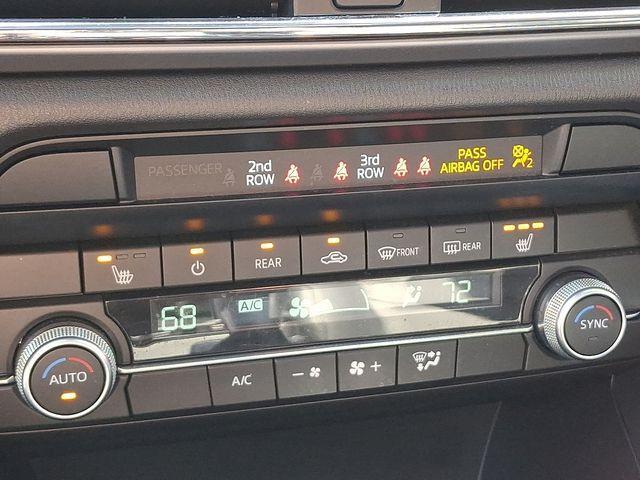 PASSENGER
2nd ROW
3rd ROW
PASS AIRBAG OFF
2
REAR
FRONT
REAR
68
A/C
72
AUTO
A/C
- +
SYNC